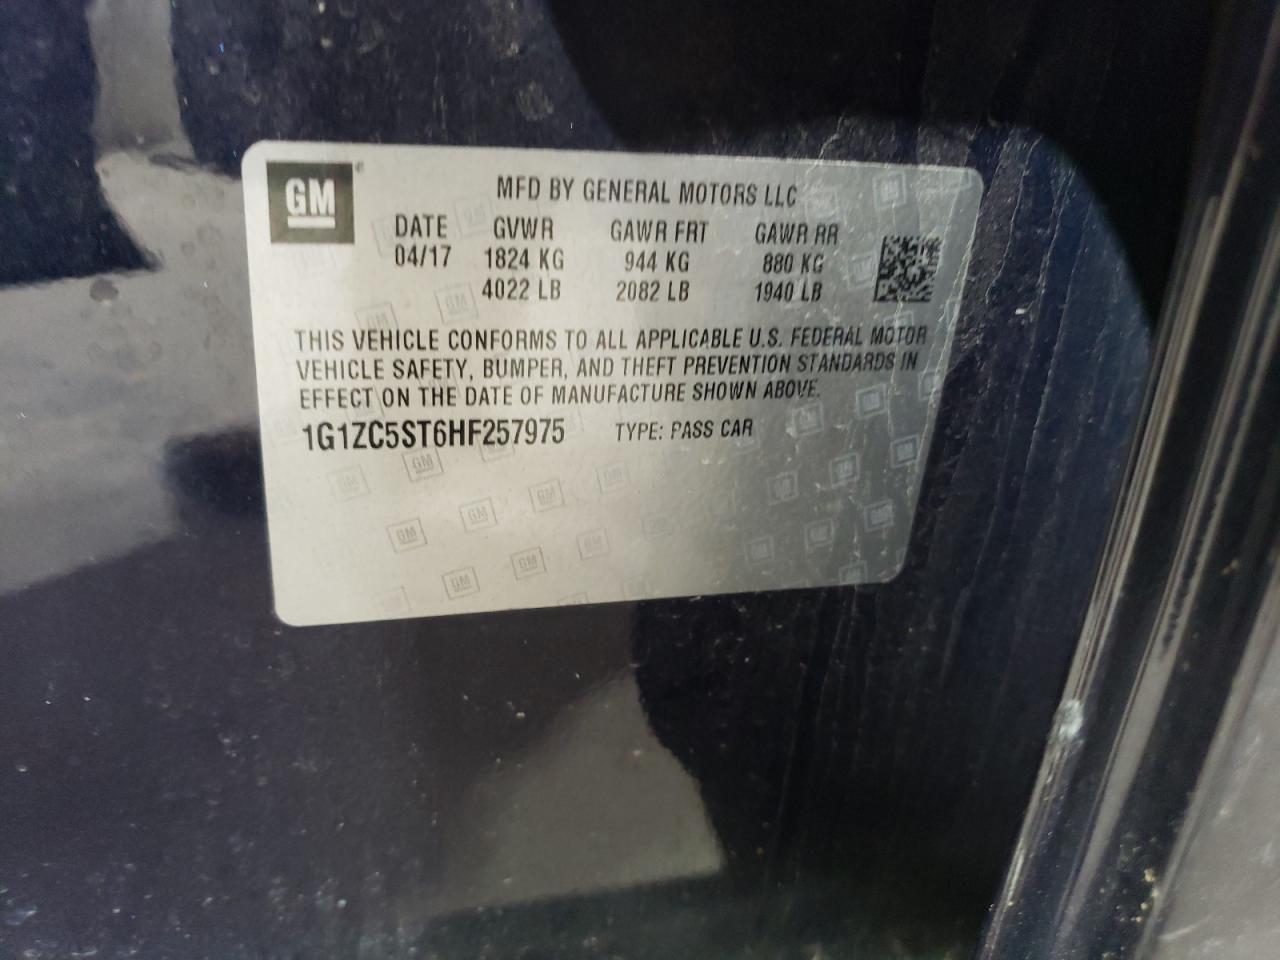 GM
MFD BY GENERAL MOTORS LLC
DATE GVWR GAWR FRT GAWR RR
04/17 1824 KG 944 KG 880 KG
4022 LB 2082 LB 1940 LB
THIS VEHICLE CONFORMS TO ALL APPLICABLE U.S. FEDERAL MOTOR
VEHICLE SAFETY, BUMPER, AND THEFT PREVENTION STANDARDS IN
EFFECT ON THE DATE OF MANUFACTURE SHOWN ABOVE.
1G1ZC5ST6HF257975 TYPE: PASS CAR